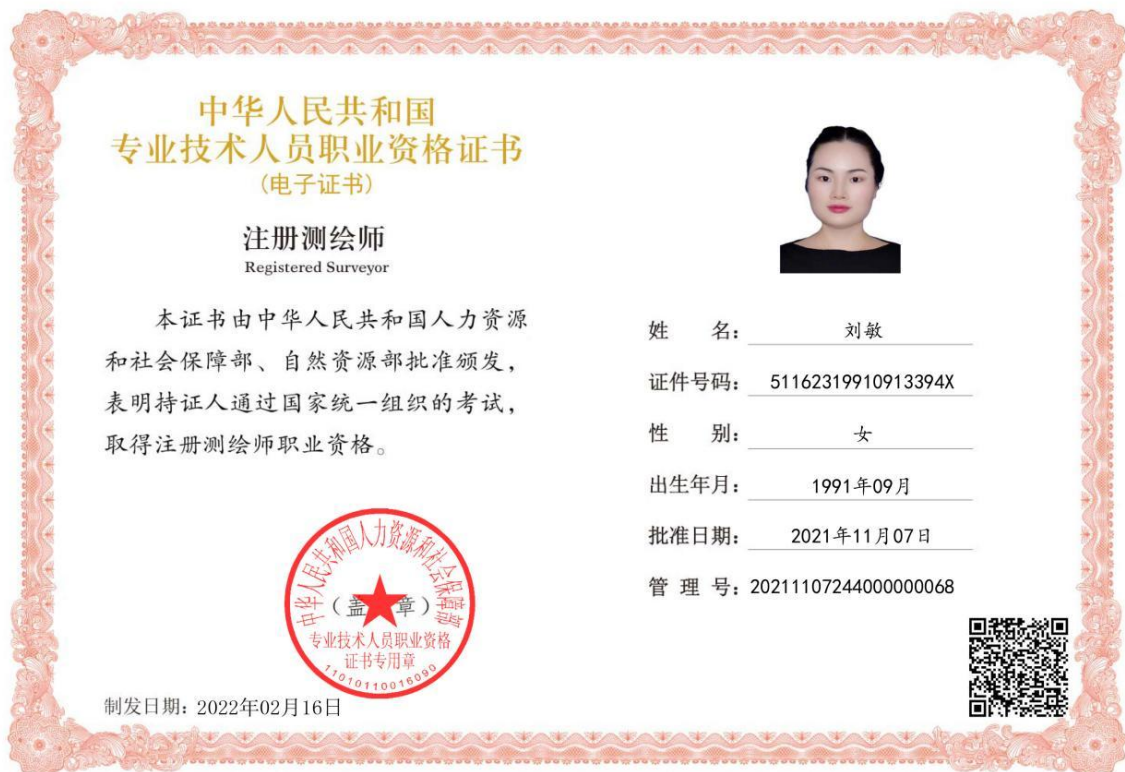 中华人民共和国
专业技术人员职业资格证书
(电子证书)
注册测绘师
Registered Surveyor
本证书由中华人民共和国人力资源
和社会保障部、自然资源部批准颁发，
表明持证人通过国家统一组织的考试，
取得注册测绘师职业资格。
姓 名： 刘敏
证件号码： 51162319910913394X
性 别： 女
出生年月： 1991年09月
批准日期： 2021年11月07日
管 理 号： 20211107244000000068
中华人民共和国人力资源和社会保障部
（盖 章）
专业技术人员职业资格
证书专用章
11010110016090
制发日期：2022年02月16日